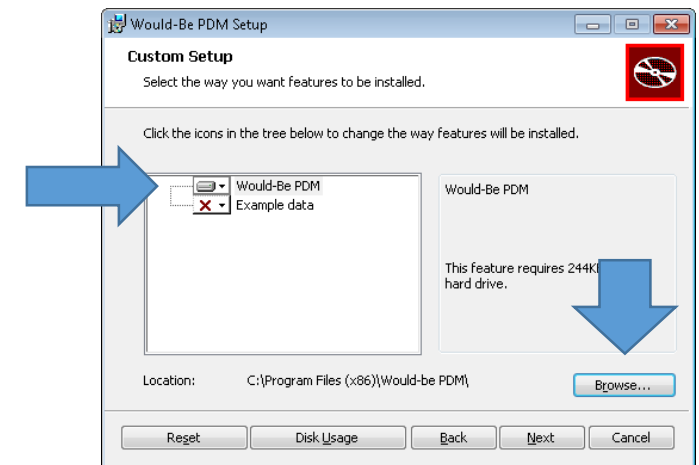 Would-Be PDM Setup
Custom Setup
Select the way you want features to be installed.
Click the icons in the tree below to change the way features will be installed.
Would-Be PDM
Example data
Would-Be PDM
This feature requires 244K
hard drive.
Location: C:\Program Files (x86)\Would-be PDM\
Browse...
Reset Disk Usage Back Next Cancel